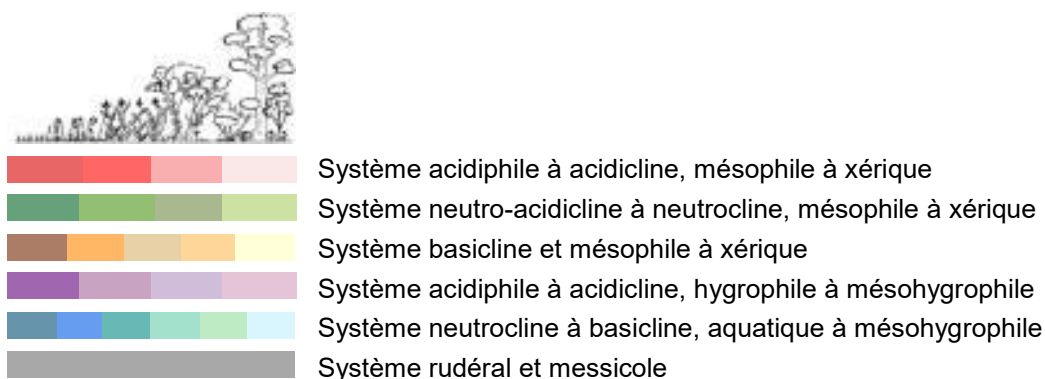 Système acidiphile à acidicline, mésophile à xérique
Système neutro-acidicline à neutrocline, mésophile à xérique
Système basicline et mésophile à xérique
Système acidiphile à acidicline, hygrophile à mésohygrophile
Système neutrocline à basicline, aquatique à mésohygrophile
Système rudéral et messicole